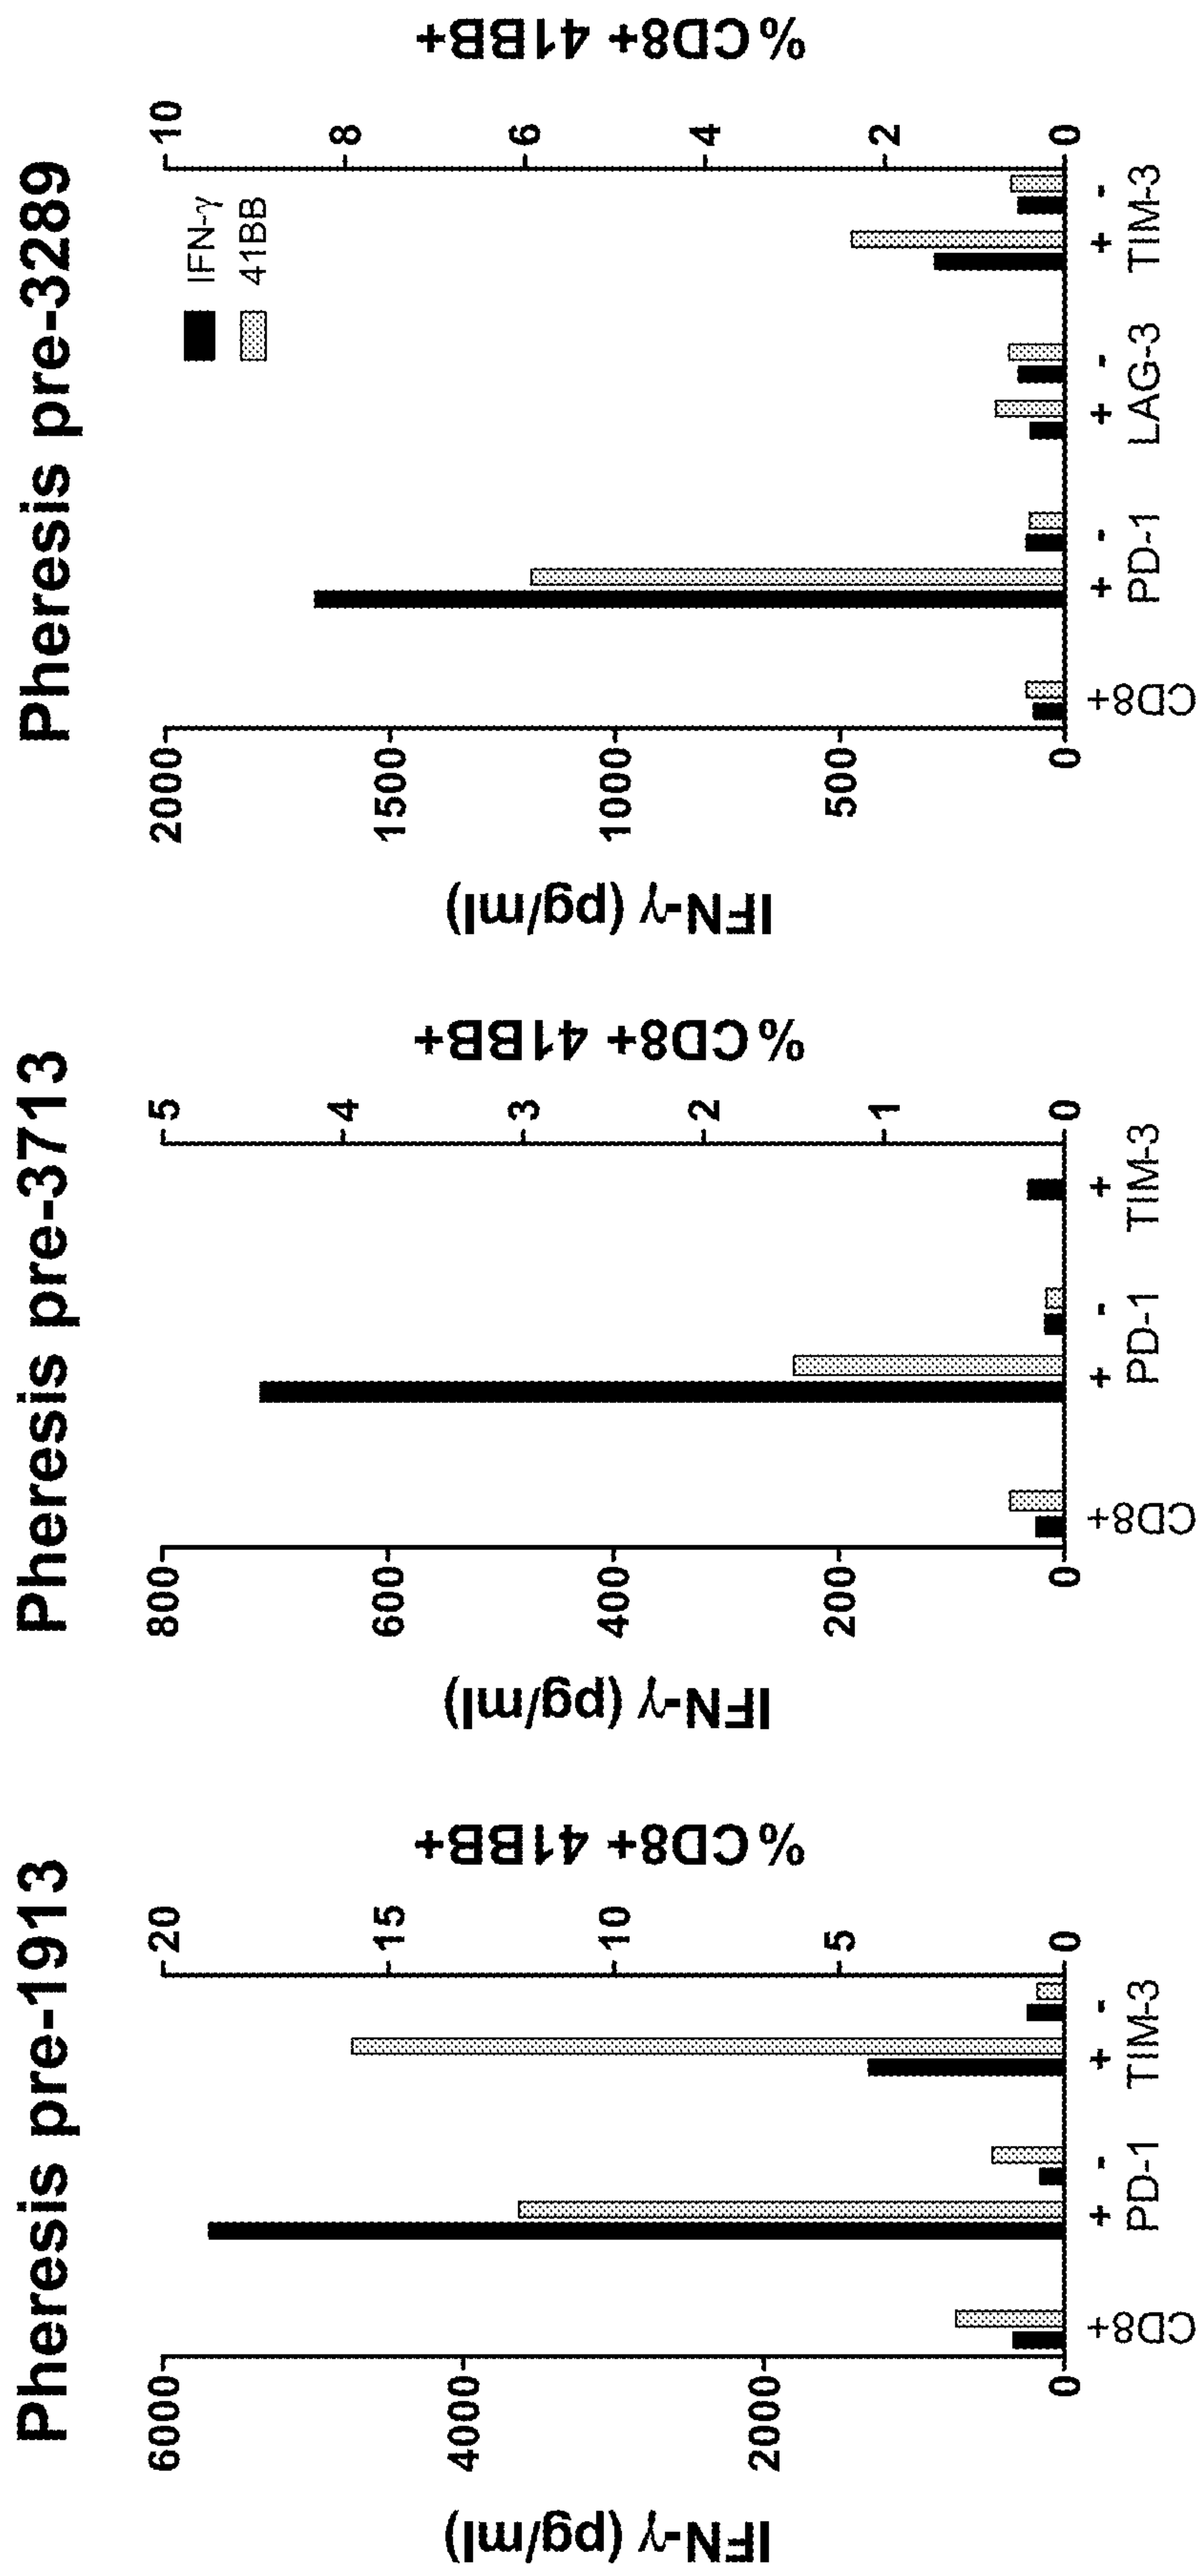 Pheresis pre-1913
6000
4000
2000
0
IFN-γ (pg/ml)
20
15
10
5
0
%CD8+ 41BB+
CD8+
+ -
PD-1
+ -
TIM-3
Pheresis pre-3713
800
600
400
200
0
IFN-γ (pg/ml)
5
4
3
2
1
0
%CD8+ 41BB+
CD8+
+ -
PD-1
+
TIM-3
Pheresis pre-3289
2000
1500
1000
500
0
IFN-γ (pg/ml)
IFN-γ
41BB
10
8
6
4
2
0
%CD8+ 41BB+
CD8+
+ -
PD-1
+ -
LAG-3
+ -
TIM-3